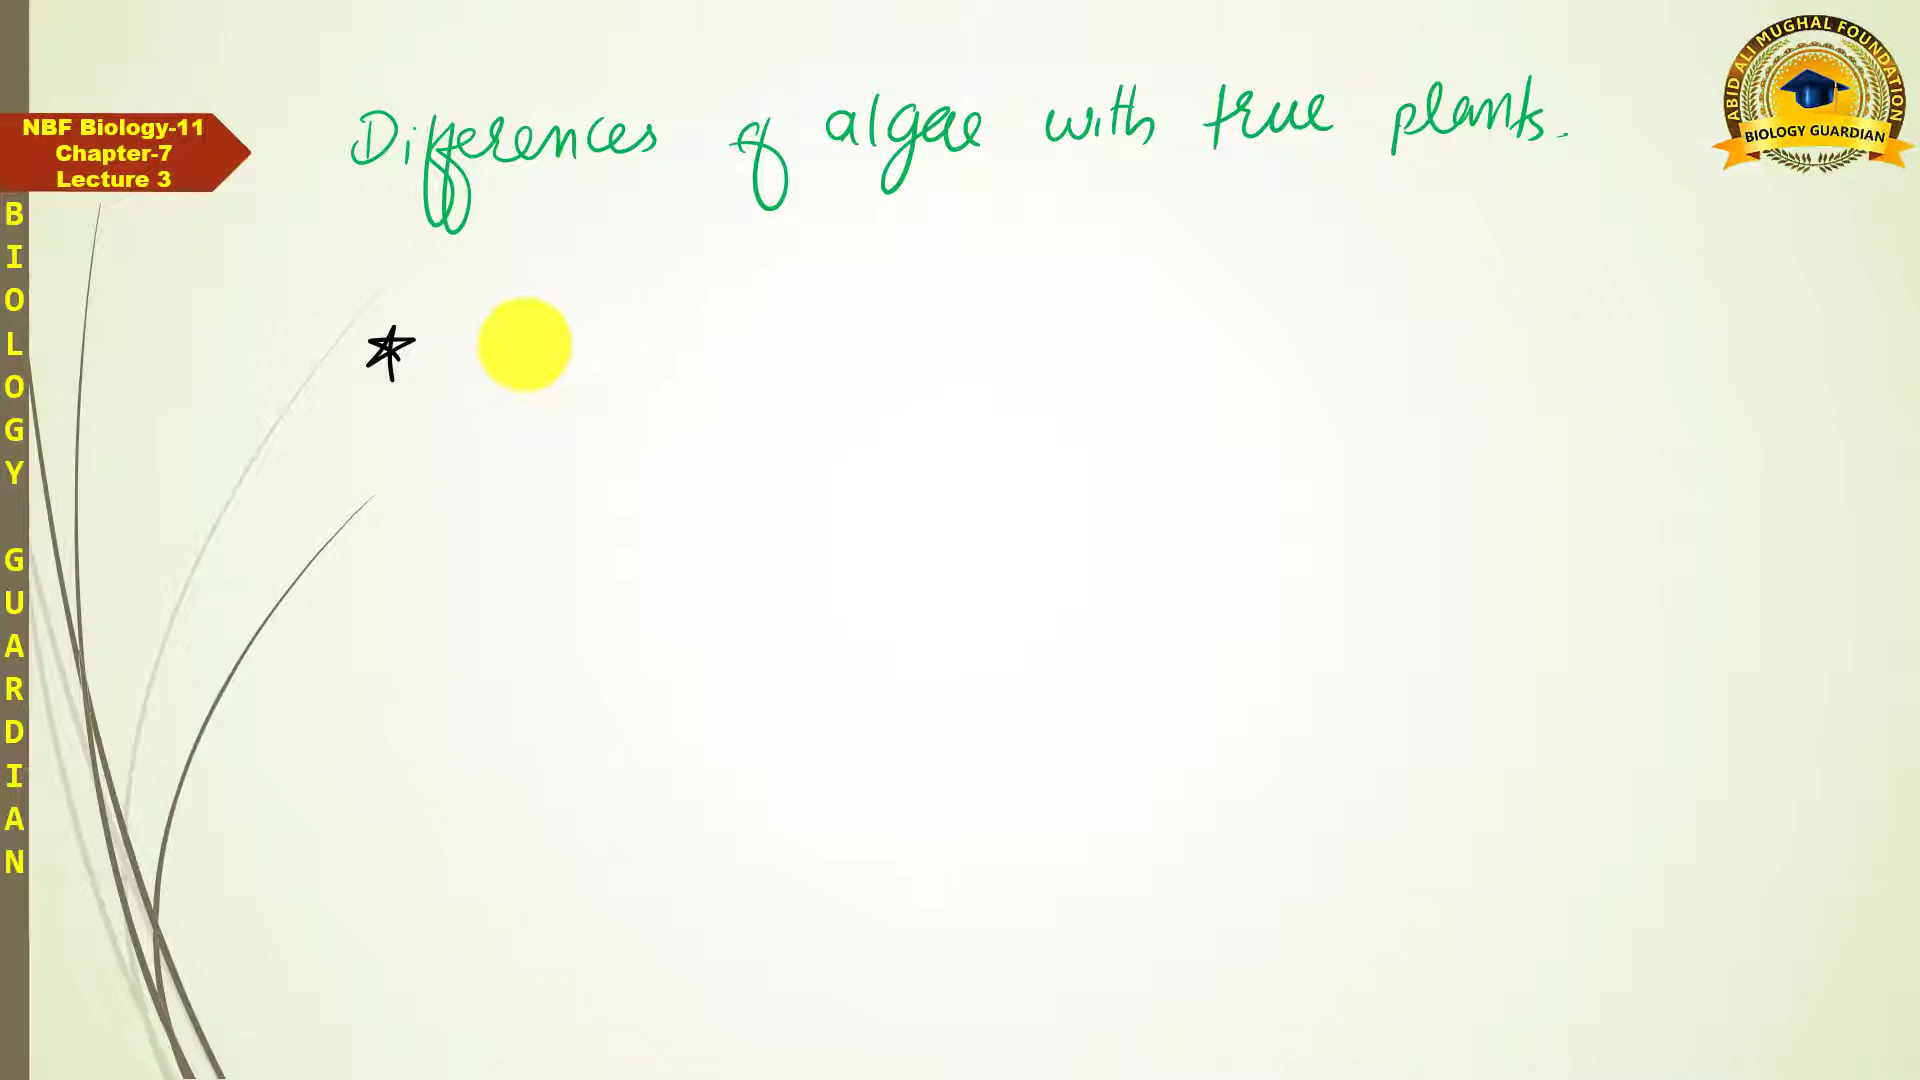 ABID ALI MUGHAL FOUNDATION
BIOLOGY GUARDIAN
Differences of algae with true plants.
NBF Biology-11
Chapter-7
Lecture 3
BIOLOGY GUARDIAN